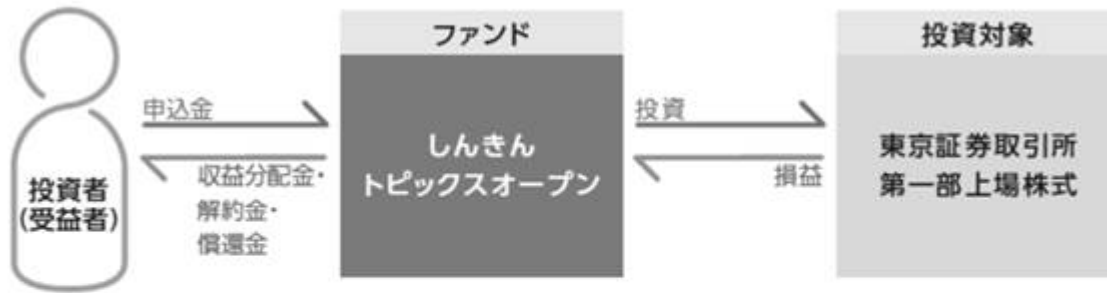 投資者
(受益者)
申込金
収益分配金・
解約金・
償還金
ファンド
しんきん
トピックスオープン
投資
損益
投資対象
東京証券取引所
第一部上場株式